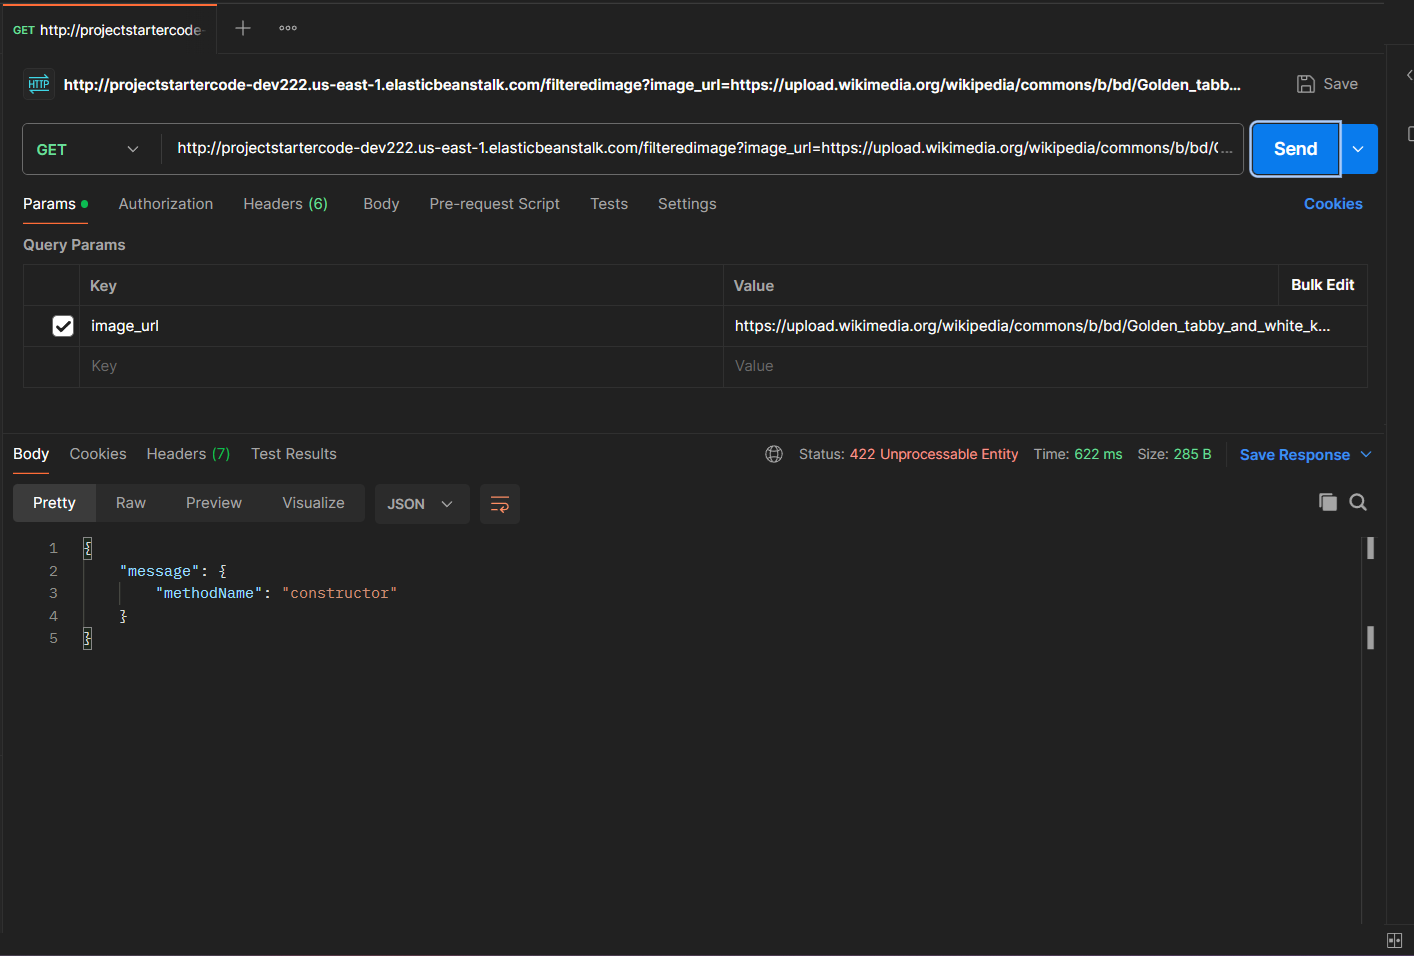 GET http://projectstartercode-
HTTP http://projectstartercode-dev222.us-east-1.elasticbeanstalk.com/filteredimage?image_url=https://upload.wikimedia.org/wikipedia/commons/b/bd/Golden_tabb... Save
GET http://projectstartercode-dev222.us-east-1.elasticbeanstalk.com/filteredimage?image_url=https://upload.wikimedia.org/wikipedia/commons/b/bd/ ... Send
Params Authorization Headers (6) Body Pre-request Script Tests Settings Cookies
Query Params
Key Value Bulk Edit
image_url https://upload.wikimedia.org/wikipedia/commons/b/bd/Golden_tabby_and_white_k...
Key Value
Body Cookies Headers (7) Test Results Status: 422 Unprocessable Entity Time: 622 ms Size: 285 B Save Response
Pretty Raw Preview Visualize JSON
1 {
2 "message": {
3 "methodName": "constructor"
4 }
5 }